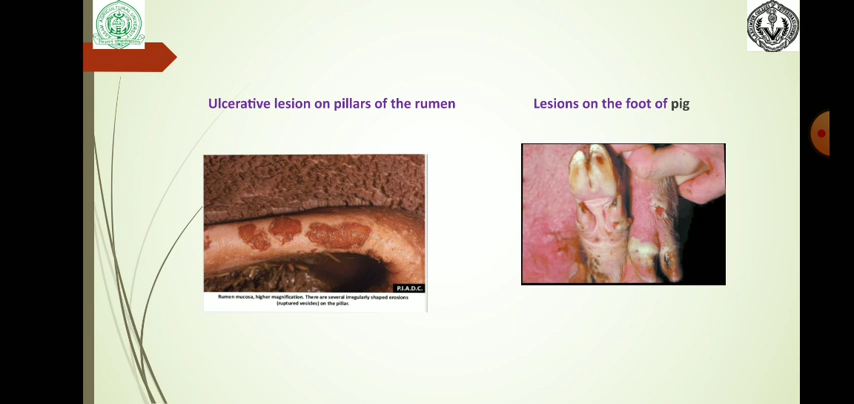 Ulcerative lesion on pillars of the rumen
Lesions on the foot of pig
P.I.A.D.C.
Rumen mucosa, higher magnification. There are several irregularly shaped erosions
(ruptured vesicles) on the pillar.